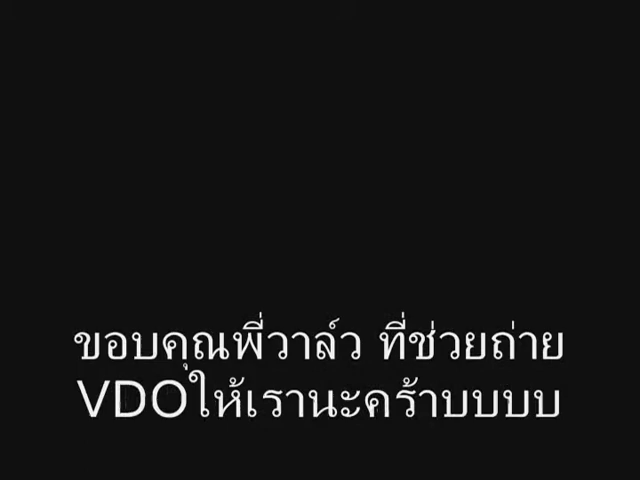 ขอบคุณพี่วาล์ว ที่ช่วยถ่าย
VDOให้เรานะคร้าบบบบ